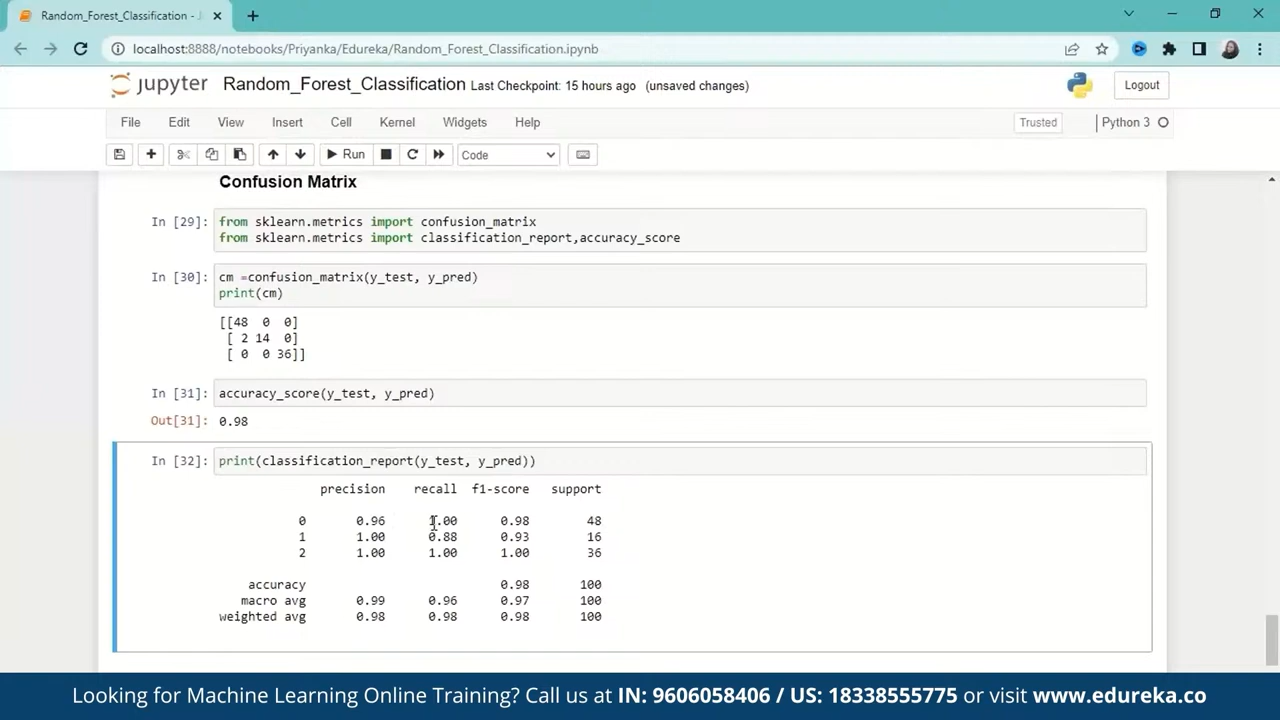 Random_Forest_Classification -
localhost:8888/notebooks/Priyanka/Edureka/Random_Forest_Classification.ipynb
jupyter Random_Forest_Classification Last Checkpoint: 15 hours ago (unsaved changes) Logout
File Edit View Insert Cell Kernel Widgets Help Trusted Python 3
Run Code
Confusion Matrix
In [29]: from sklearn.metrics import confusion_matrix
from sklearn.metrics import classification_report,accuracy_score
In [30]: cm =confusion_matrix(y_test, y_pred)
print(cm)
[[48 0 0]
[ 2 14 0]
[ 0 0 36]]
In [31]: accuracy_score(y_test, y_pred)
Out[31]: 0.98
In [32]: print(classification_report(y_test, y_pred))
precision recall f1-score support
0 0.96 1.00 0.98 48
1 1.00 0.88 0.93 16
2 1.00 1.00 1.00 36
accuracy 0.98 100
macro avg 0.99 0.96 0.97 100
weighted avg 0.98 0.98 0.98 100
Looking for Machine Learning Online Training? Call us at IN: 9606058406 / US: 18338555775 or visit www.edureka.co